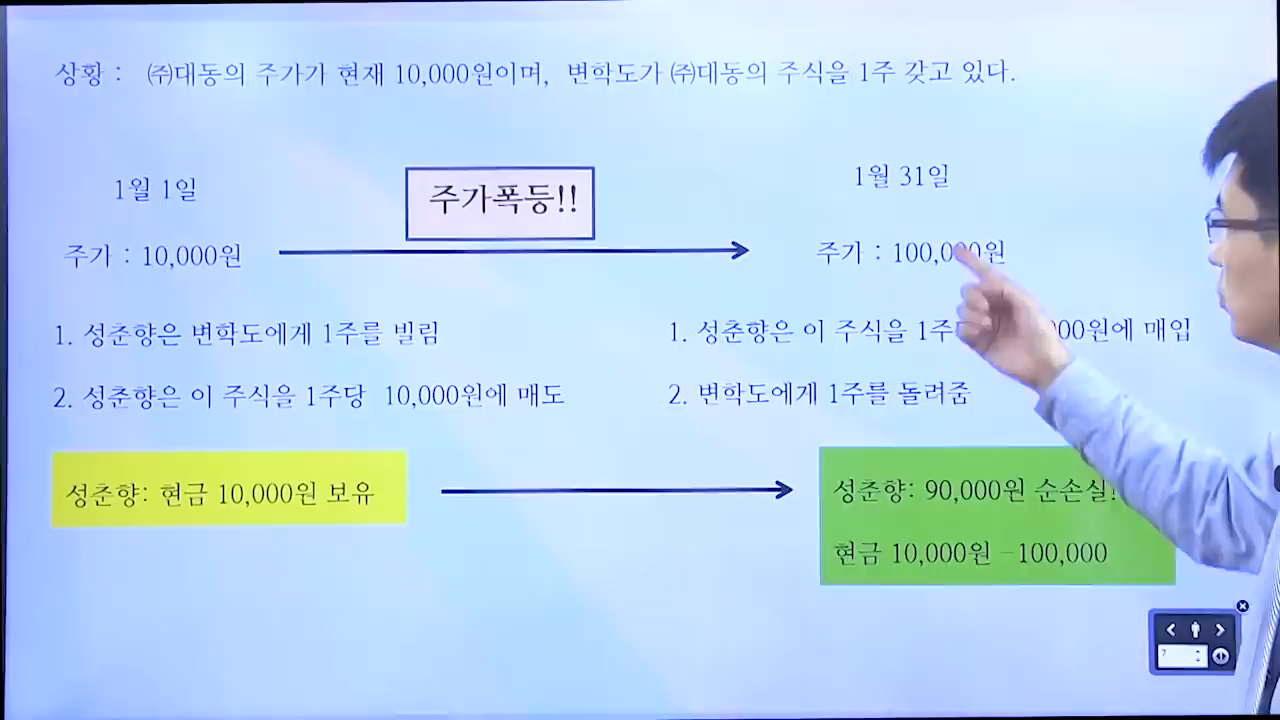 상황 : ㈜대동의 주가가 현재 10,000원이며, 변학도가 ㈜대동의 주식을 1주 갖고 있다.
1월 1일
주가폭등!!
1월 31일
주가 : 10,000원
주가 : 100,000원
1. 성춘향은 변학도에게 1주를 빌림
2. 성춘향은 이 주식을 1주당 10,000원에 매도
1. 성춘향은 이 주식을 1주 000원에 매입
2. 변학도에게 1주를 돌려줌
성춘향: 현금 10,000원 보유
성춘향: 90,000원 순손실!
현금 10,000원 -100,000
7